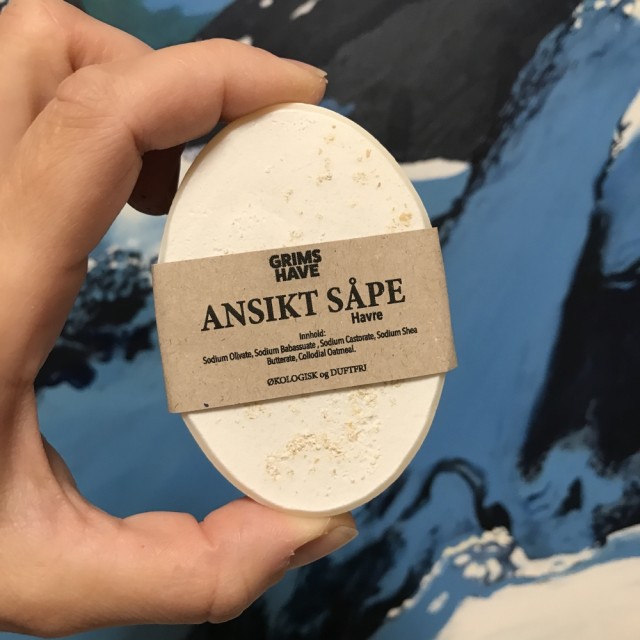 GRIMS
HAVE
ANSIKT SÅPE
Havre
Innhold:
Sodium Olivate, Sodium Babassuate , Sodium Castorate, Sodium Shea
Butterate, Collodial Oatmeal.
ØKOLOGISK og DUFTFRI